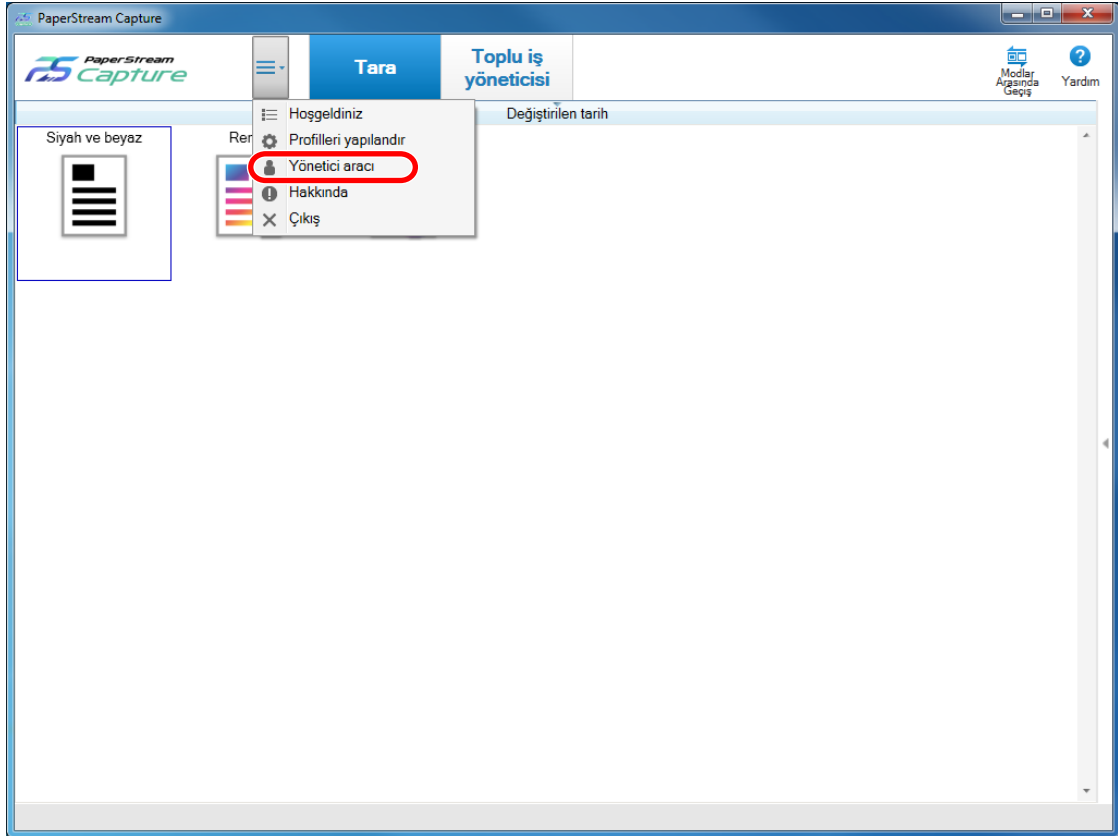 PaperStream Capture
PaperStream
Capture
Tara
Toplu iş
yöneticisi
Modlar
Arasında
Geçiş
Yardım
Değiştirilen tarih
Hoşgeldiniz
Profilleri yapılandır
Yönetici aracı
Hakkında
Çıkış
Siyah ve beyaz